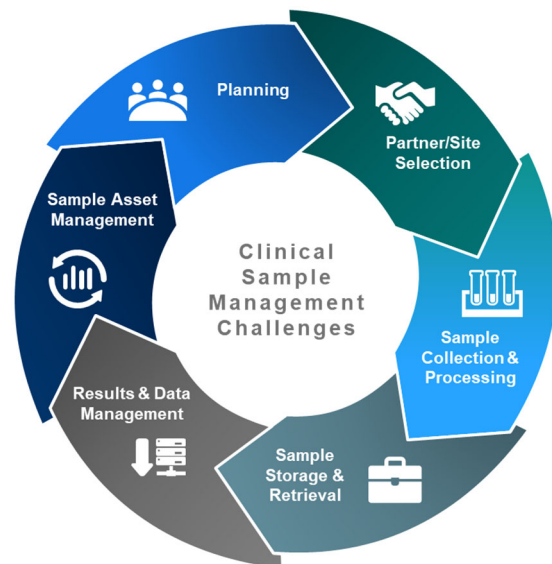 Planning
Partner/Site
Selection
Sample
Collection &
Processing
Sample
Storage &
Retrieval
Results & Data
Management
Sample Asset
Management
Clinical
Sample
Management
Challenges